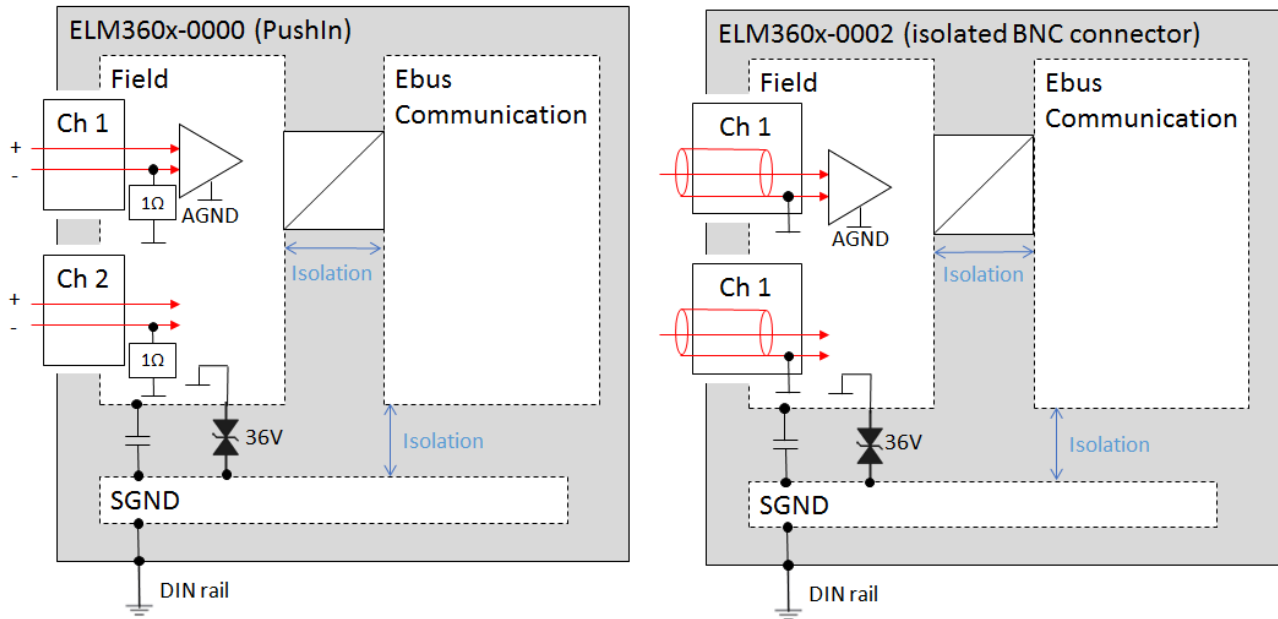 ELM360x-0000 (PushIn)
Field
Ebus
Communication
Ch 1
+
-
1Ω
AGND
Isolation
Ch 2
+
-
1Ω
36V
Isolation
SGND
DIN rail
ELM360x-0002 (isolated BNC connector)
Field
Ebus
Communication
Ch 1
AGND
Isolation
Ch 1
36V
Isolation
SGND
DIN rail